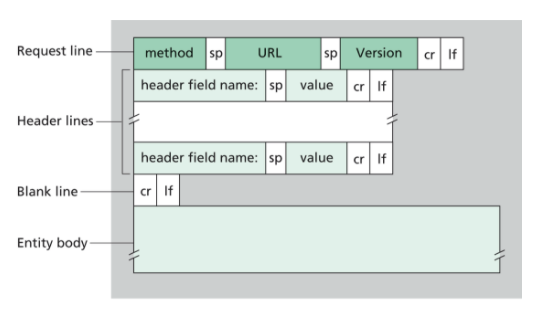 Request line method sp URL sp Version cr lf
header field name: sp value cr lf
Header lines
header field name: sp value cr lf
Blank line cr lf
Entity body